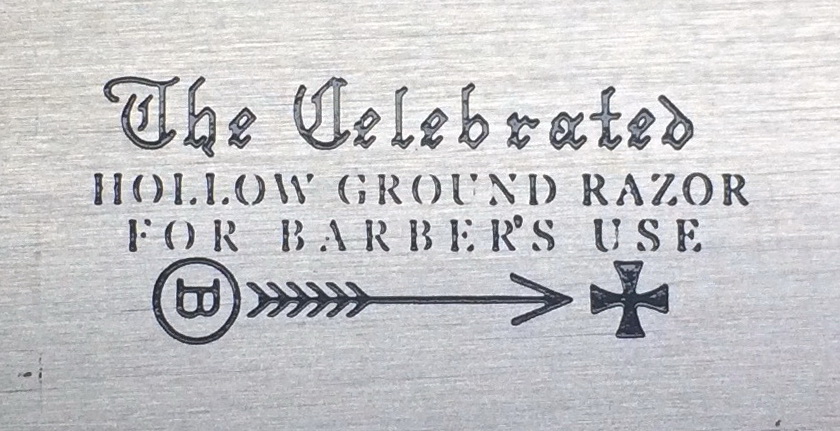 The Celebrated
HOLLOW GROUND RAZOR
FOR BARBER'S USE
B